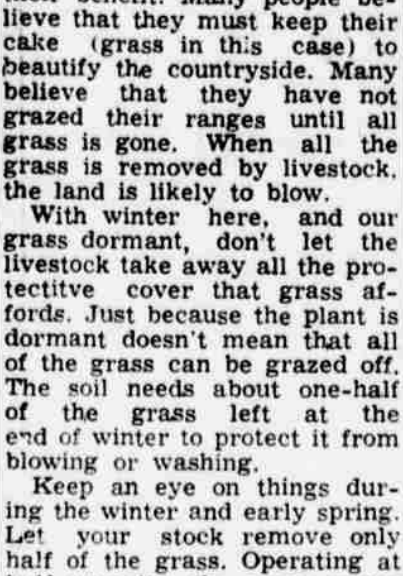 their benefit. Many people be-
lieve that they must keep their
cake (grass in this case) to
beautify the countryside. Many
believe that they have not
grazed their ranges until all
grass is gone. When all the
grass is removed by livestock,
the land is likely to blow.
With winter here, and our
grass dormant, don't let the
livestock take away all the pro-
tectitve cover that grass af-
fords. Just because the plant is
dormant doesn't mean that all
of the grass can be grazed off.
The soil needs about one-half
of the grass left at the
end of winter to protect it from
blowing or washing.
Keep an eye on things dur-
ing the winter and early spring.
Let your stock remove only
half of the grass. Operating at